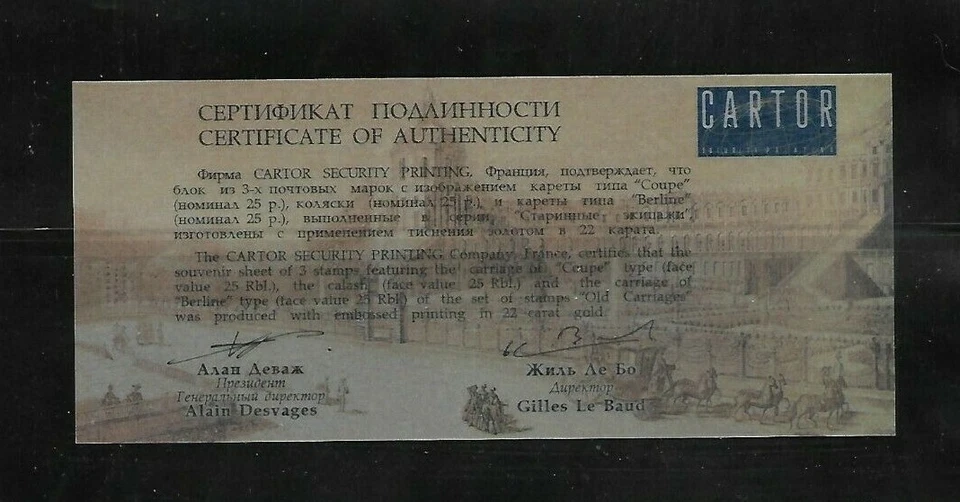 СЕРТИФИКАТ ПОДЛИННОСТИ
CERTIFICATE OF AUTHENTICITY
CARTOR
SECURITY PRINTING
Фирма CARTOR SECURITY PRINTING, Франция, подтверждает, что
блок из 3-х почтовых марок с изображением кареты типа "Coupe"
(номинал 25 р.), коляски (номинал 25 р.) и кареты типа "Berline"
(номинал 25 р.), выполненные в серии "Старинные экипажи",
изготовлены с применением тиснения золотом в 22 карата.
The CARTOR SECURITY PRINTING Company, France, certifies that the
souvenir sheet of 3 stamps featuring the carriage of "Coupe" type (face
value 25 Rbl.), the calash (face value 25 Rbl.) and the carriage of
"Berline" type (face value 25 Rbl) of the set of stamps "Old Carriages"
was produced with embossed printing in 22 carat gold.
Алан Деваж
Президент
Генеральный директор
Alain Desvages
Жиль Ле Бо
Директор
Gilles Le Baud